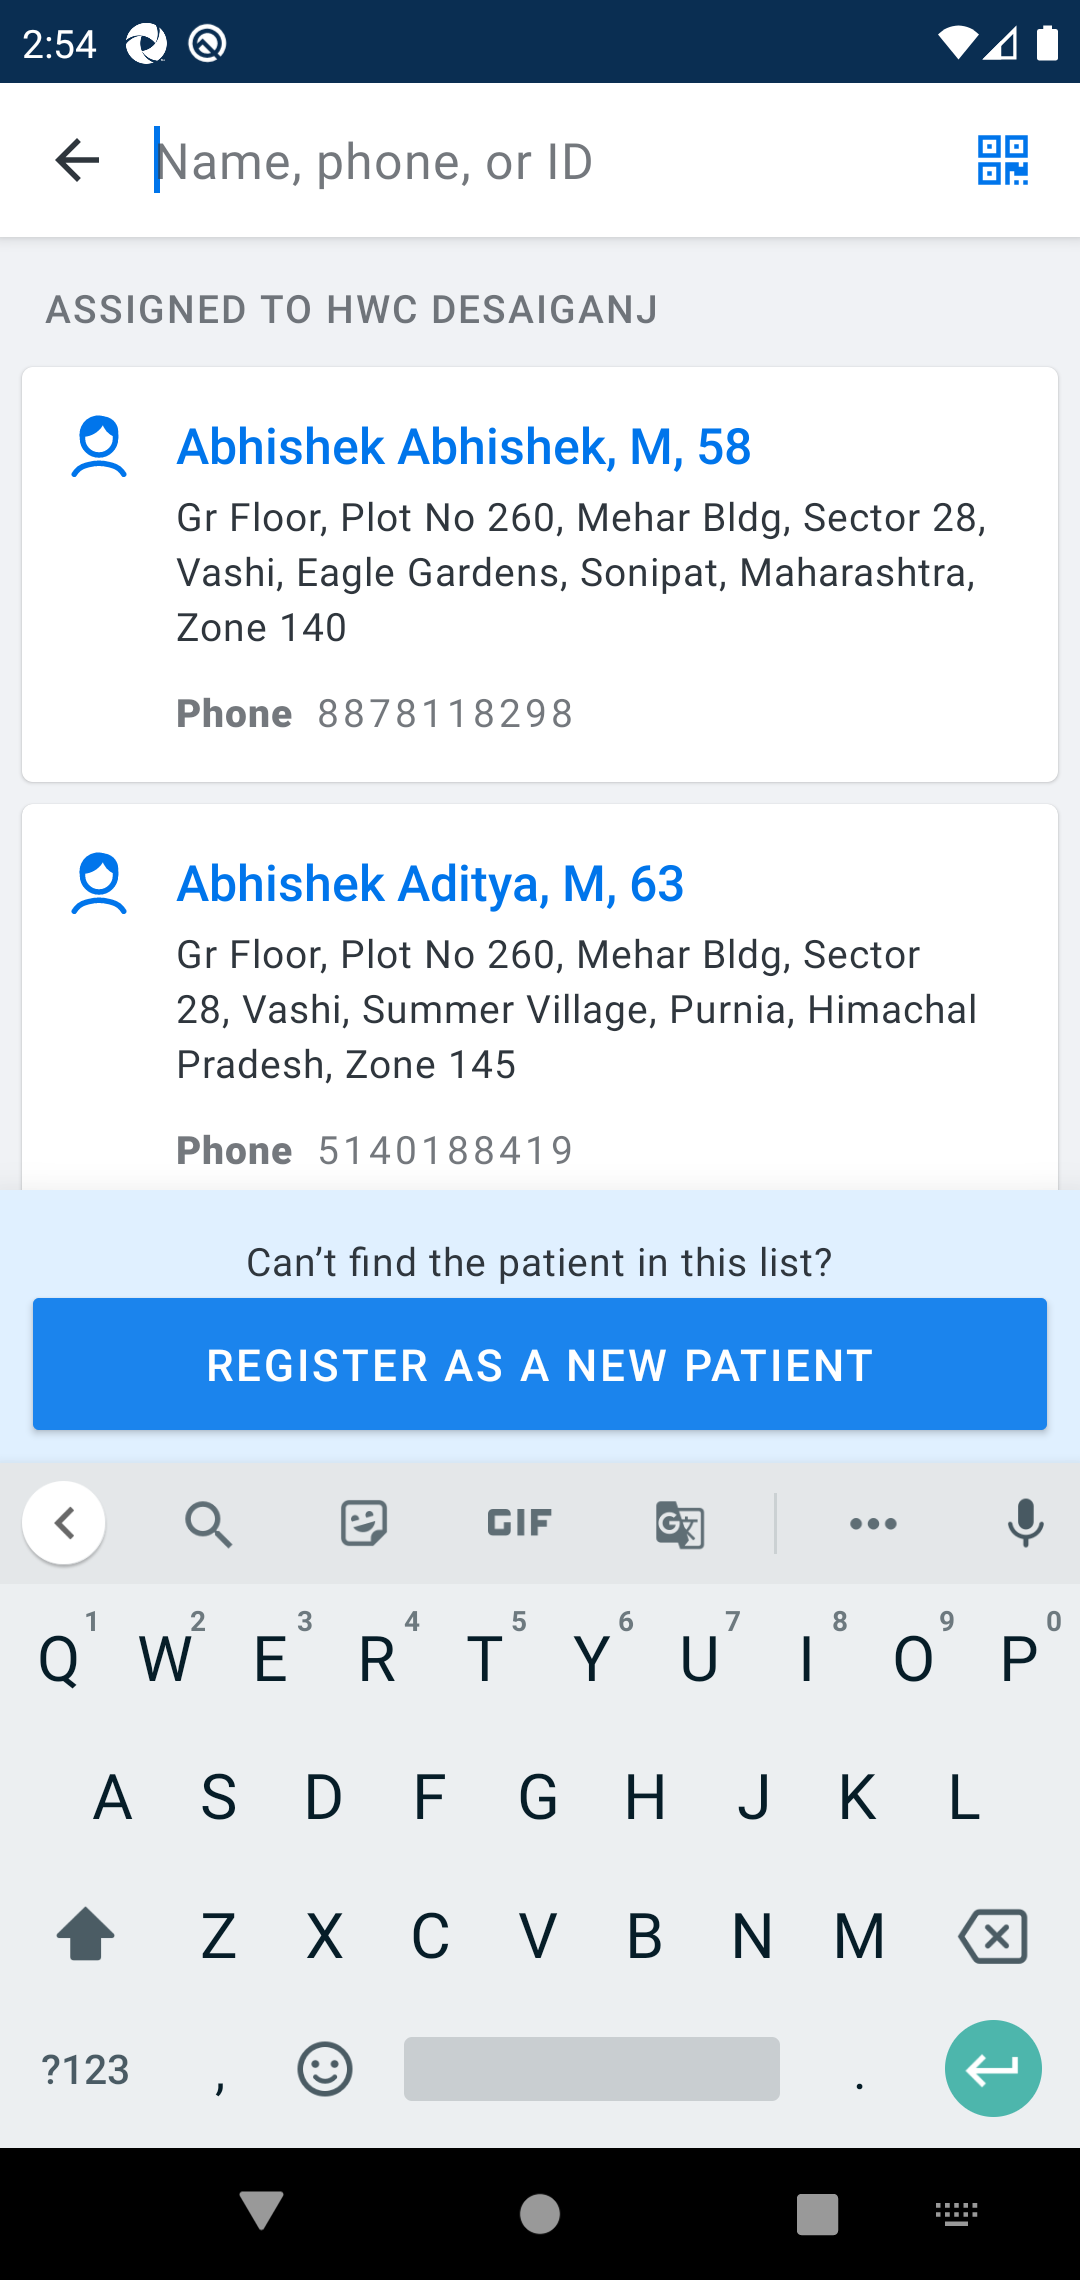 2:54
Name, phone, or ID
ASSIGNED TO HWC DESAIGANJ
Abhishek Abhishek, M, 58
Gr Floor, Plot No 260, Mehar Bldg, Sector 28,
Vashi, Eagle Gardens, Sonipat, Maharashtra,
Zone 140
Phone 8878118298
Abhishek Aditya, M, 63
Gr Floor, Plot No 260, Mehar Bldg, Sector
28, Vashi, Summer Village, Purnia, Himachal
Pradesh, Zone 145
Phone 5140188419
Can’t find the patient in this list?
REGISTER AS A NEW PATIENT
GIF
1 2 3 4 5 6 7 8 9 0
Q W E R T Y U I O P
A S D F G H J K L
Z X C V B N M
?123 , .